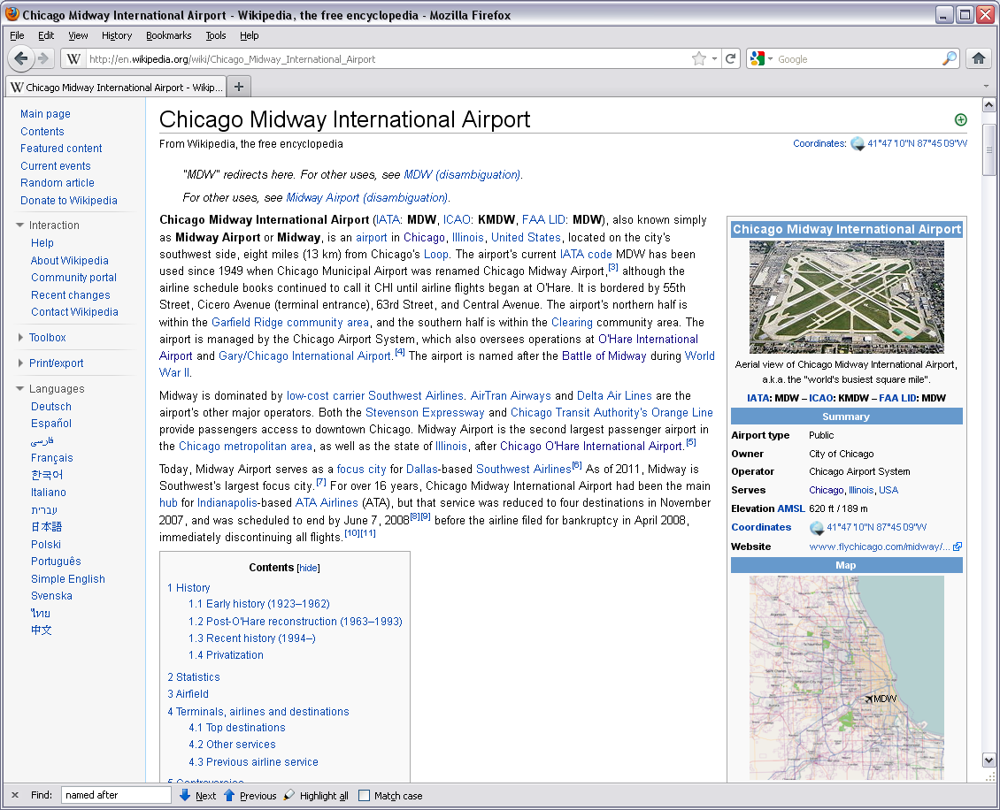 Chicago Midway International Airport - Wikipedia, the free encyclopedia - Mozilla Firefox
File Edit View History Bookmarks Tools Help
http://en.wikipedia.org/wiki/Chicago_Midway_International_Airport
Google
Chicago Midway International Airport - Wikip...
Main page
Contents
Featured content
Current events
Random article
Donate to Wikipedia
Interaction
Help
About Wikipedia
Community portal
Recent changes
Contact Wikipedia
Toolbox
Print/export
Languages
Deutsch
Español
فارسی
Français
한국어
Italiano
עברית
日本語
Polski
Português
Simple English
Svenska
ไทย
中文
Chicago Midway International Airport
From Wikipedia, the free encyclopedia
Coordinates: 41°47′10″N 87°45′09″W
"MDW" redirects here. For other uses, see MDW (disambiguation).
For other uses, see Midway Airport (disambiguation).
Chicago Midway International Airport (IATA: MDW, ICAO: KMDW, FAA LID: MDW), also known simply
as Midway Airport or Midway, is an airport in Chicago, Illinois, United States, located on the city's
southwest side, eight miles (13 km) from Chicago's Loop. The airport's current IATA code MDW has been
used since 1949 when Chicago Municipal Airport was renamed Chicago Midway Airport,[3] although the
airline schedule books continued to call it CHI until airline flights began at O'Hare. It is bordered by 55th
Street, Cicero Avenue (terminal entrance), 63rd Street, and Central Avenue. The airport's northern half is
within the Garfield Ridge community area, and the southern half is within the Clearing community area. The
airport is managed by the Chicago Airport System, which also oversees operations at O'Hare International
Airport and Gary/Chicago International Airport.[4] The airport is named after the Battle of Midway during World
War II.
Midway is dominated by low-cost carrier Southwest Airlines. AirTran Airways and Delta Air Lines are the
airport's other major operators. Both the Stevenson Expressway and Chicago Transit Authority's Orange Line
provide passengers access to downtown Chicago. Midway Airport is the second largest passenger airport in
the Chicago metropolitan area, as well as the state of Illinois, after Chicago O'Hare International Airport.[5]
Today, Midway Airport serves as a focus city for Dallas-based Southwest Airlines[6] As of 2011, Midway is
Southwest's largest focus city.[7] For over 16 years, Chicago Midway International Airport had been the main
hub for Indianapolis-based ATA Airlines (ATA), but that service was reduced to four destinations in November
2007, and was scheduled to end by June 7, 2008[8][9] before the airline filed for bankruptcy in April 2008,
immediately discontinuing all flights.[10][11]
Contents [hide]
1 History
1.1 Early history (1923–1962)
1.2 Post-O'Hare reconstruction (1963–1993)
1.3 Recent history (1994–)
1.4 Privatization
2 Statistics
3 Airfield
4 Terminals, airlines and destinations
4.1 Top destinations
4.2 Other services
4.3 Previous airline service
5 Controversies
Chicago Midway International Airport
Aerial view of Chicago Midway International Airport,
a.k.a. the "world's busiest square mile".
IATA: MDW – ICAO: KMDW – FAA LID: MDW
Summary
Airport type Public
Owner City of Chicago
Operator Chicago Airport System
Serves Chicago, Illinois, USA
Elevation AMSL 620 ft / 189 m
Coordinates 41°47′10″N 87°45′09″W
Website www.flychicago.com/midway/...
Map
MDW
Find: named after Next Previous Highlight all Match case